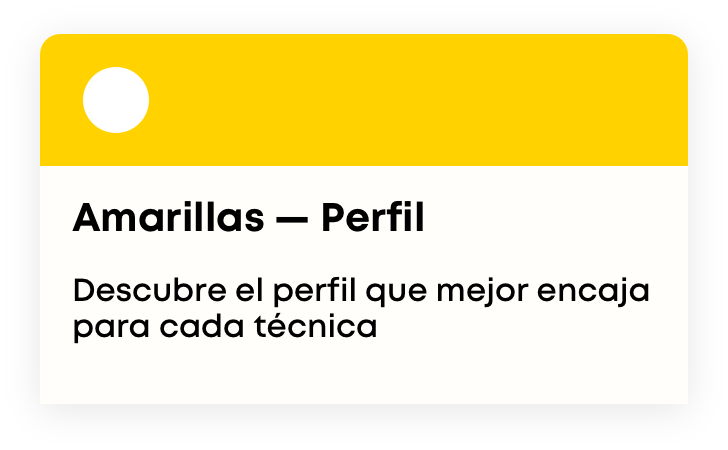 Amarillas — Perfil
Descubre el perfil que mejor encaja
para cada técnica